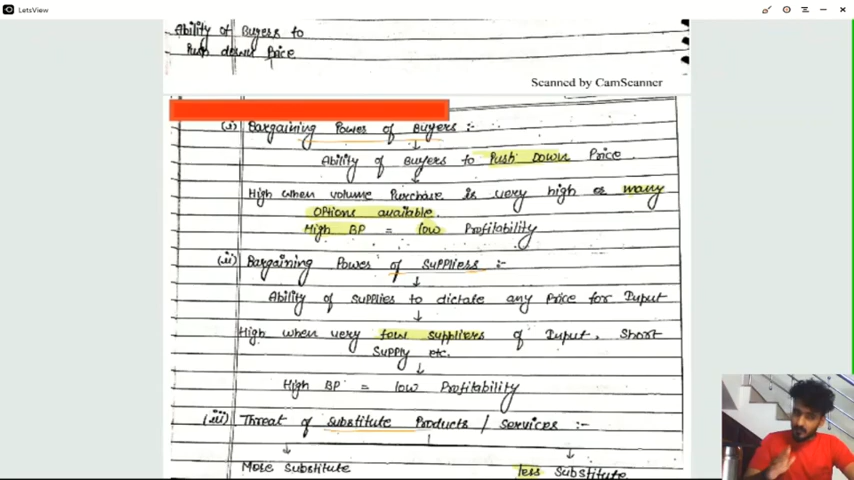 LetsView
Ability of Buyers to
Push down Price
Scanned by CamScanner
(i) Bargaining Power of Buyers :-
Ability of Buyers to Push Down Price
High when volume Purchase is very high or many
options available.
High BP = low Profitability
(ii) Bargaining Power of Suppliers :-
Ability of Supplies to dictate any Price for Input
High when very few suppliers of Input, Short
Supply etc.
High BP = low Profitability
(iii) Threat of substitute Products / Services :-
More Substitute less Substitute